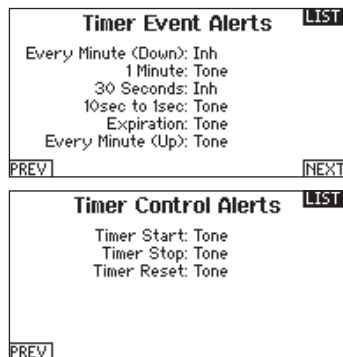 Timer Event Alerts LIST
Every Minute (Down): Inh
1 Minute: Tone
30 Seconds: Inh
10sec to 1sec: Tone
Expiration: Tone
Every Minute (Up): Tone
PREV NEXT
Timer Control Alerts LIST
Timer Start: Tone
Timer Stop: Tone
Timer Reset: Tone
PREV